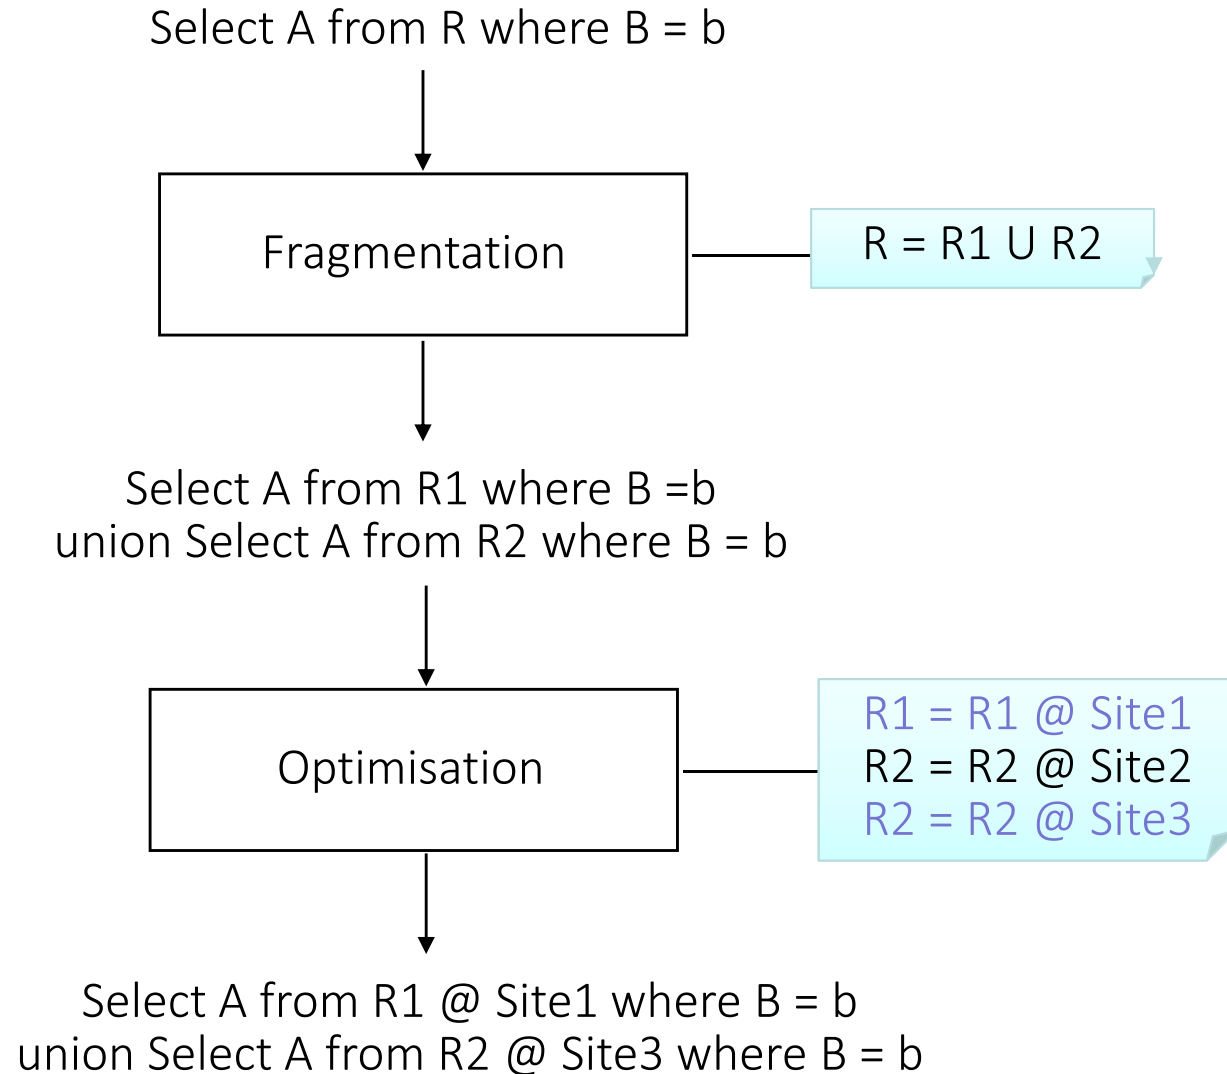 Select A from R where B = b
Fragmentation
R = R1 U R2
Select A from R1 where B =b
union Select A from R2 where B = b
Optimisation
R1 = R1 @ Site1
R2 = R2 @ Site2
R2 = R2 @ Site3
Select A from R1 @ Site1 where B = b
union Select A from R2 @ Site3 where B = b